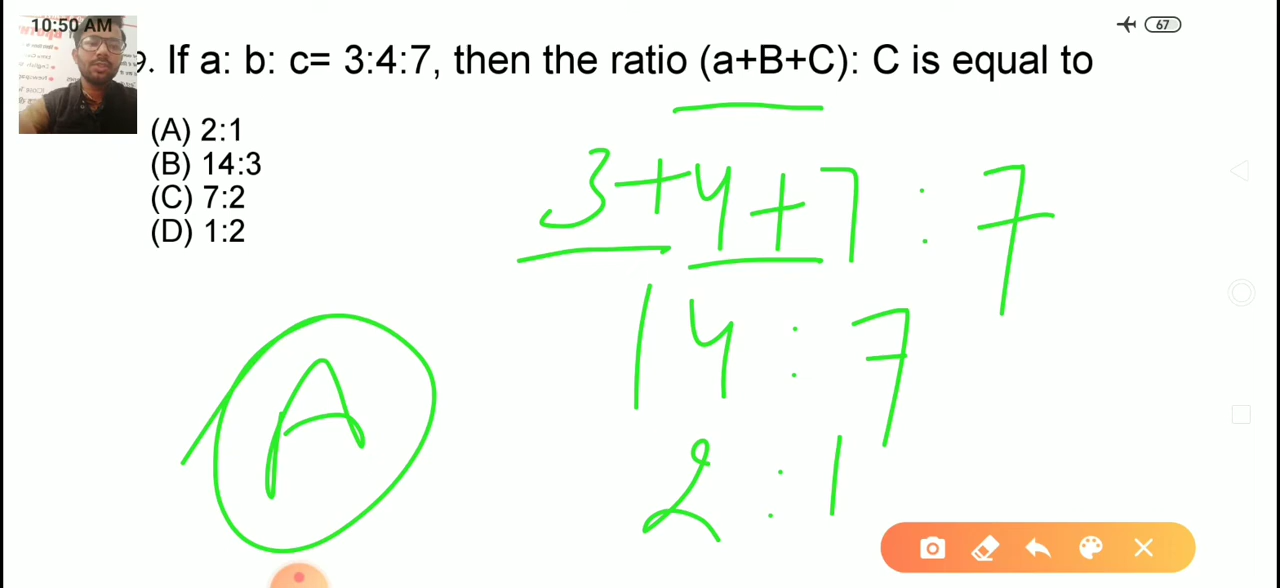 10:50 AM
67
9. If a: b: c= 3:4:7, then the ratio (a+B+C): C is equal to
(A) 2:1
(B) 14:3
(C) 7:2
(D) 1:2
3+4+7 : 7
14 : 7
2 : 1
A